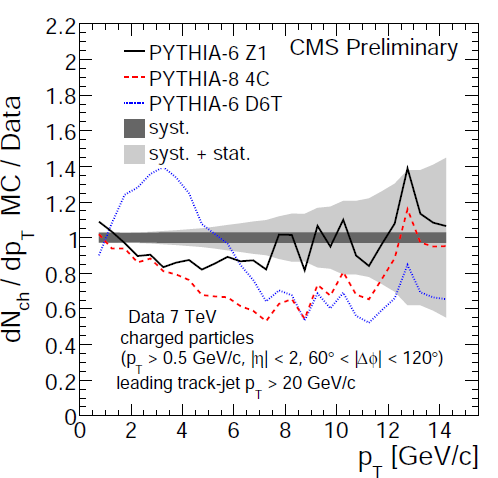 CMS Preliminary
PYTHIA-6 Z1
PYTHIA-8 4C
PYTHIA-6 D6T
syst.
syst. + stat.
dN_ch / dp_T MC / Data
2.2
2
1.8
1.6
1.4
1.2
1
0.8
0.6
0.4
0.2
0
Data 7 TeV
charged particles
(p_T > 0.5 GeV/c, |η| < 2, 60° < |Δϕ| < 120°)
leading track-jet p_T > 20 GeV/c
0 2 4 6 8 10 12 14
p_T [GeV/c]